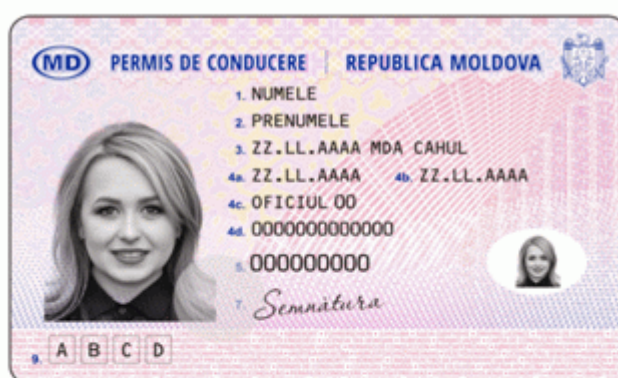 MD PERMIS DE CONDUCERE | REPUBLICA MOLDOVA
1. NUMELE
2. PRENUMELE
3. ZZ.LL.AAAA MDA CAHUL
4a. ZZ.LL.AAAA 4b. ZZ.LL.AAAA
4c. OFICIUL 00
4d. 0000000000000
5. 000000000
7. Semnătura
9. A B C D